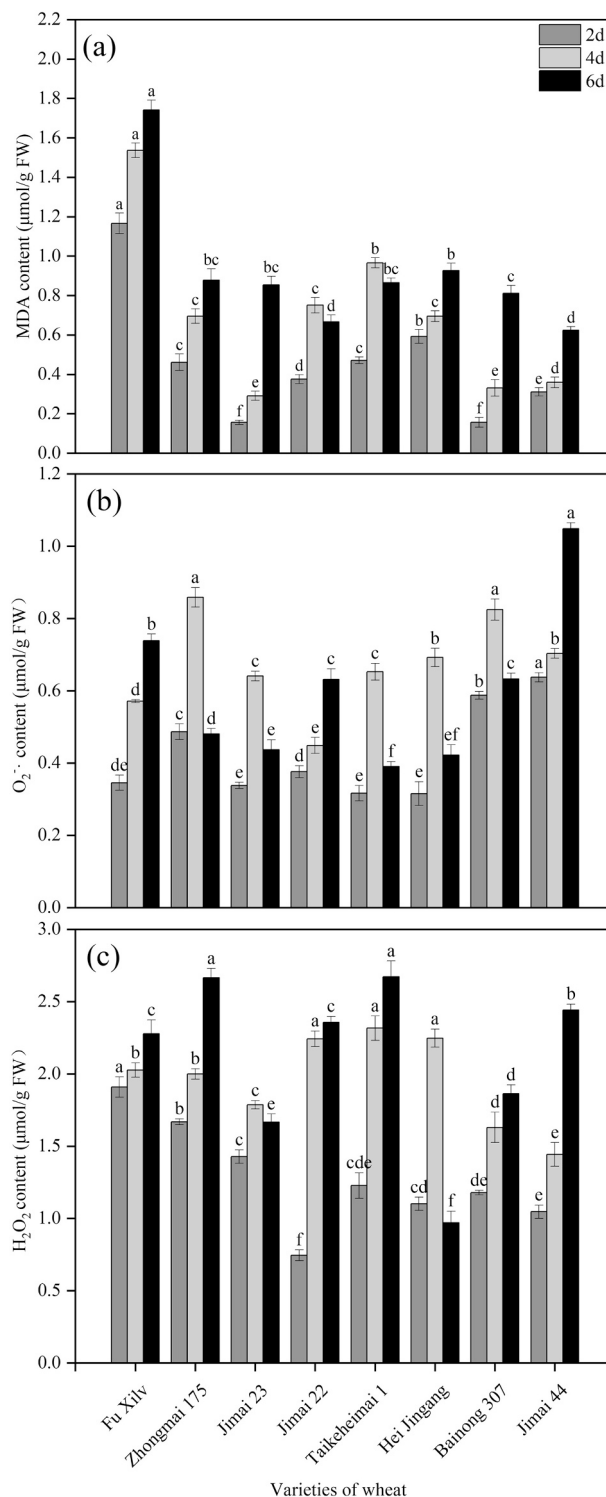 (a)
2d
4d
6d
MDA content (μmol/g FW)
2.2
2.0
1.8
1.6
1.4
1.2
1.0
0.8
0.6
0.4
0.2
0.0
a a a
c c bc
f e bc
d c d
c b bc
b c b
f e c
e e d
(b)
O₂⁻· content (μmol/g FW)
1.0
0.8
0.6
0.4
0.2
0.0
de d b
c a d
e c e
d e c
e c f
e b ef
b a c
a b a
(c)
H₂O₂ content (μmol/g FW)
3.0
2.5
2.0
1.5
1.0
0.5
0.0
a b c
b b a
c c e
f a c
cde a a
cd a f
de d d
e e b
Fu Xilv
Zhongmai 175
Jimai 23
Jimai 22
Taikeheimai 1
Hei Jingang
Bainong 307
Jimai 44
Varieties of wheat